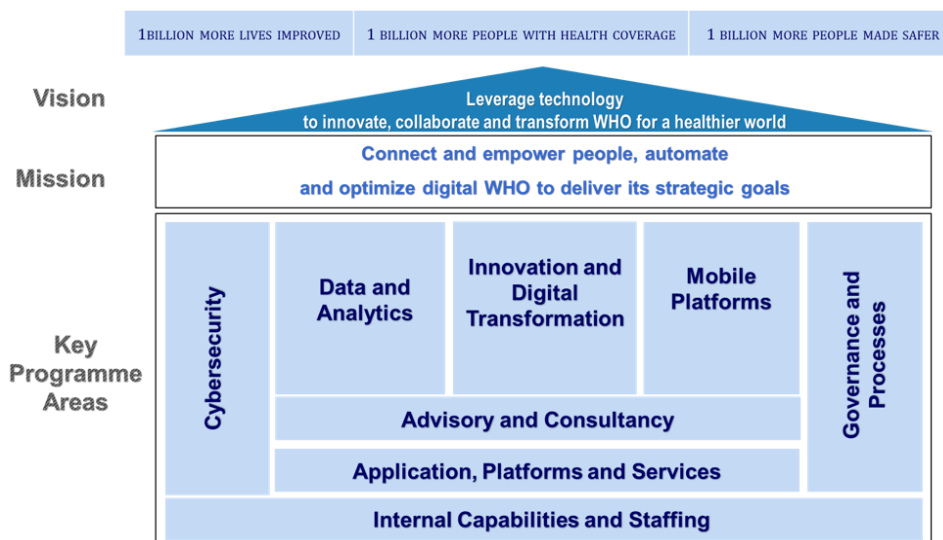 1BILLION MORE LIVES IMPROVED
1 BILLION MORE PEOPLE WITH HEALTH COVERAGE
1 BILLION MORE PEOPLE MADE SAFER
Vision
Leverage technology
to innovate, collaborate and transform WHO for a healthier world
Mission
Connect and empower people, automate
and optimize digital WHO to deliver its strategic goals
Key
Programme
Areas
Cybersecurity
Data and
Analytics
Innovation and
Digital
Transformation
Mobile
Platforms
Governance and
Processes
Advisory and Consultancy
Application, Platforms and Services
Internal Capabilities and Staffing